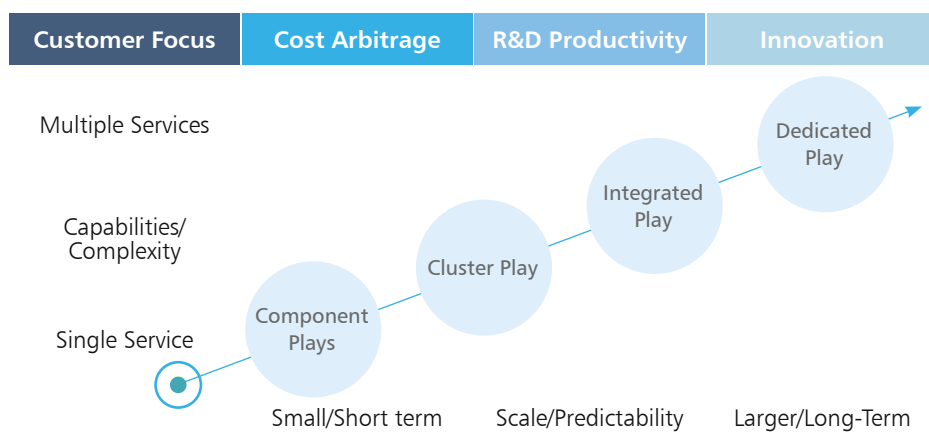 Customer Focus
Cost Arbitrage
R&D Productivity
Innovation
Multiple Services
Dedicated
Play
Integrated
Play
Capabilities/
Complexity
Cluster Play
Component
Plays
Single Service
Small/Short term
Scale/Predictability
Larger/Long-Term